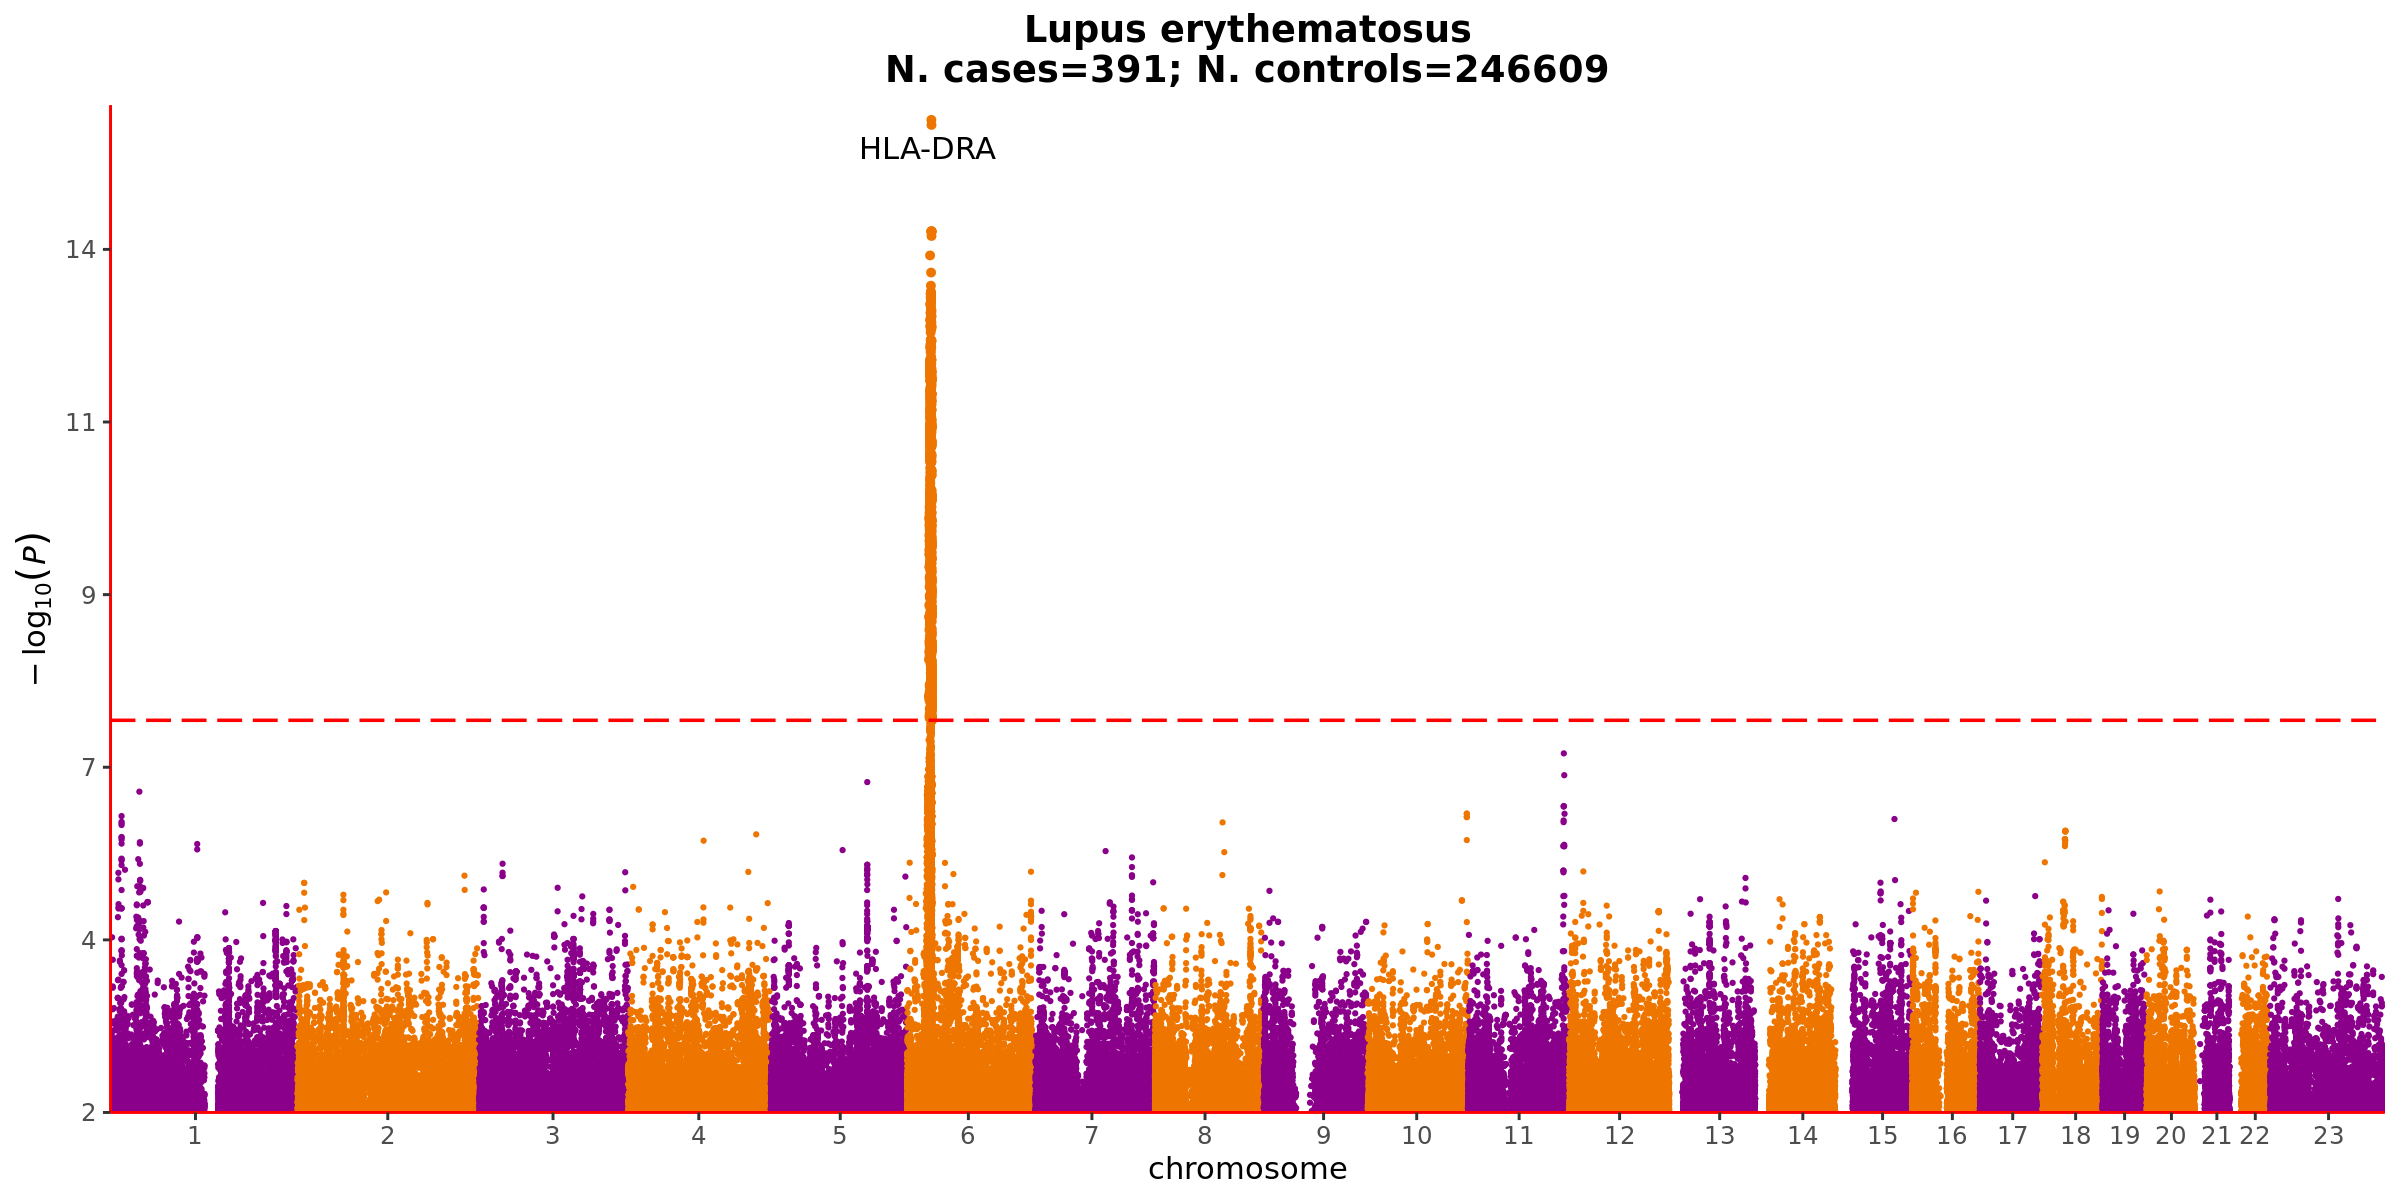 Lupus erythematosus
N. cases=391; N. controls=246609
HLA-DRA
14
11
9
7
4
2
−log₁₀(P)
1 2 3 4 5 6 7 8 9 10 11 12 13 14 15 16 17 18 19 20 21 22 23
chromosome